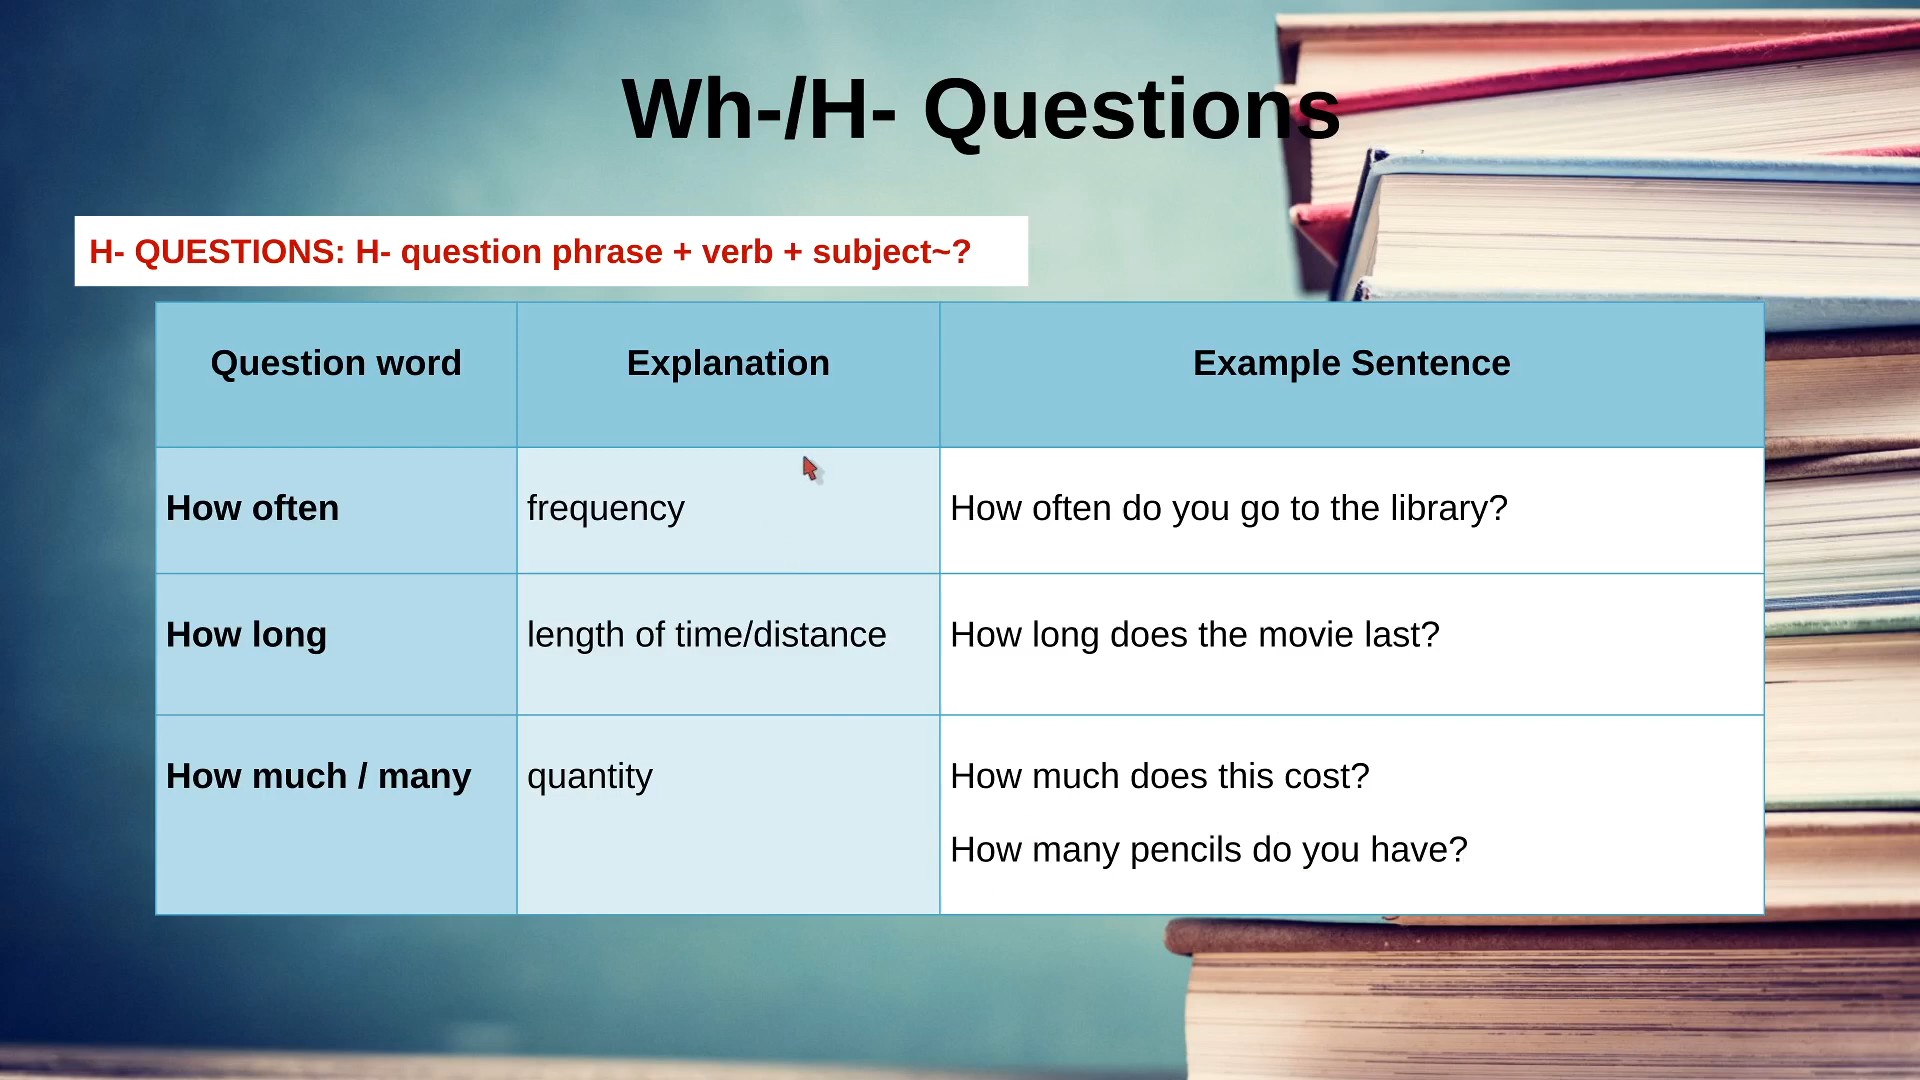 Wh-/H- Questions
H- QUESTIONS: H- question phrase + verb + subject~?
Question word
Explanation
Example Sentence
How often
frequency
How often do you go to the library?
How long
length of time/distance
How long does the movie last?
How much / many
quantity
How much does this cost?
How many pencils do you have?